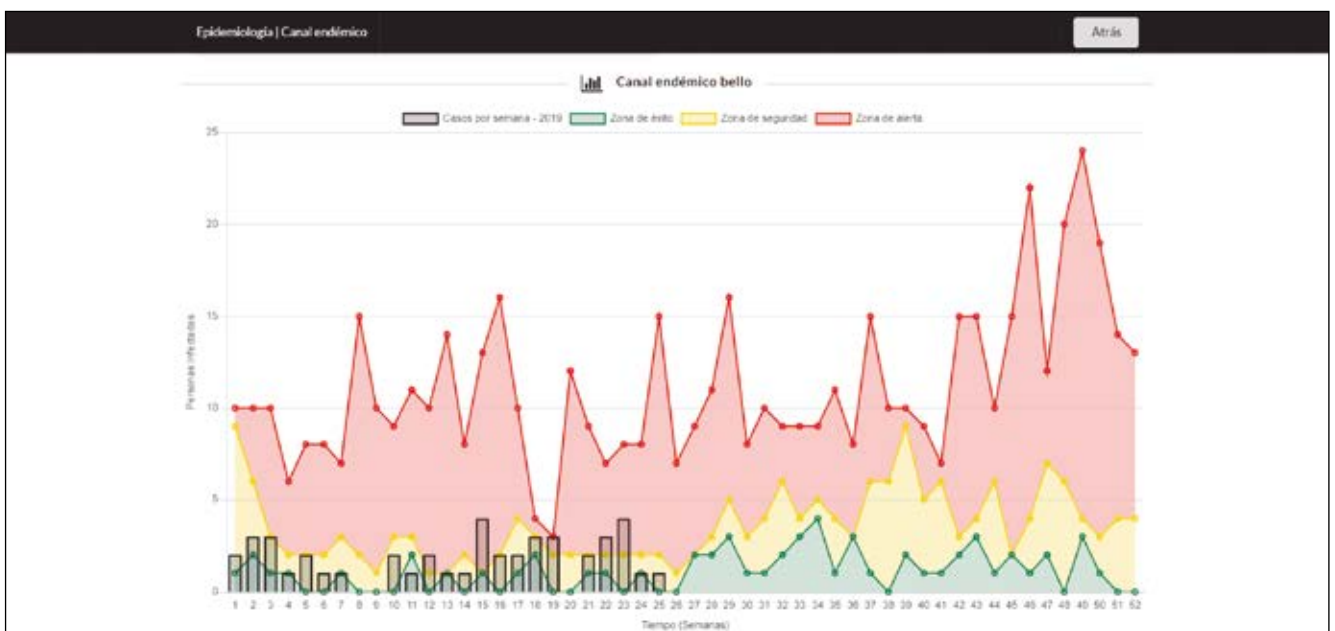 Epidemiología | Canal endémico
Atrás
Canal endémico bello
Casos por semana - 2019 Zona de éxito Zona de seguridad Zona de alerta
25
20
15
10
5
0
Personas infectadas
1 2 3 4 5 6 7 8 9 10 11 12 13 14 15 16 17 18 19 20 21 22 23 24 25 26 27 28 29 30 31 32 33 34 35 36 37 38 39 40 41 42 43 44 45 46 47 48 49 50 51 52
Tiempo (Semanas)